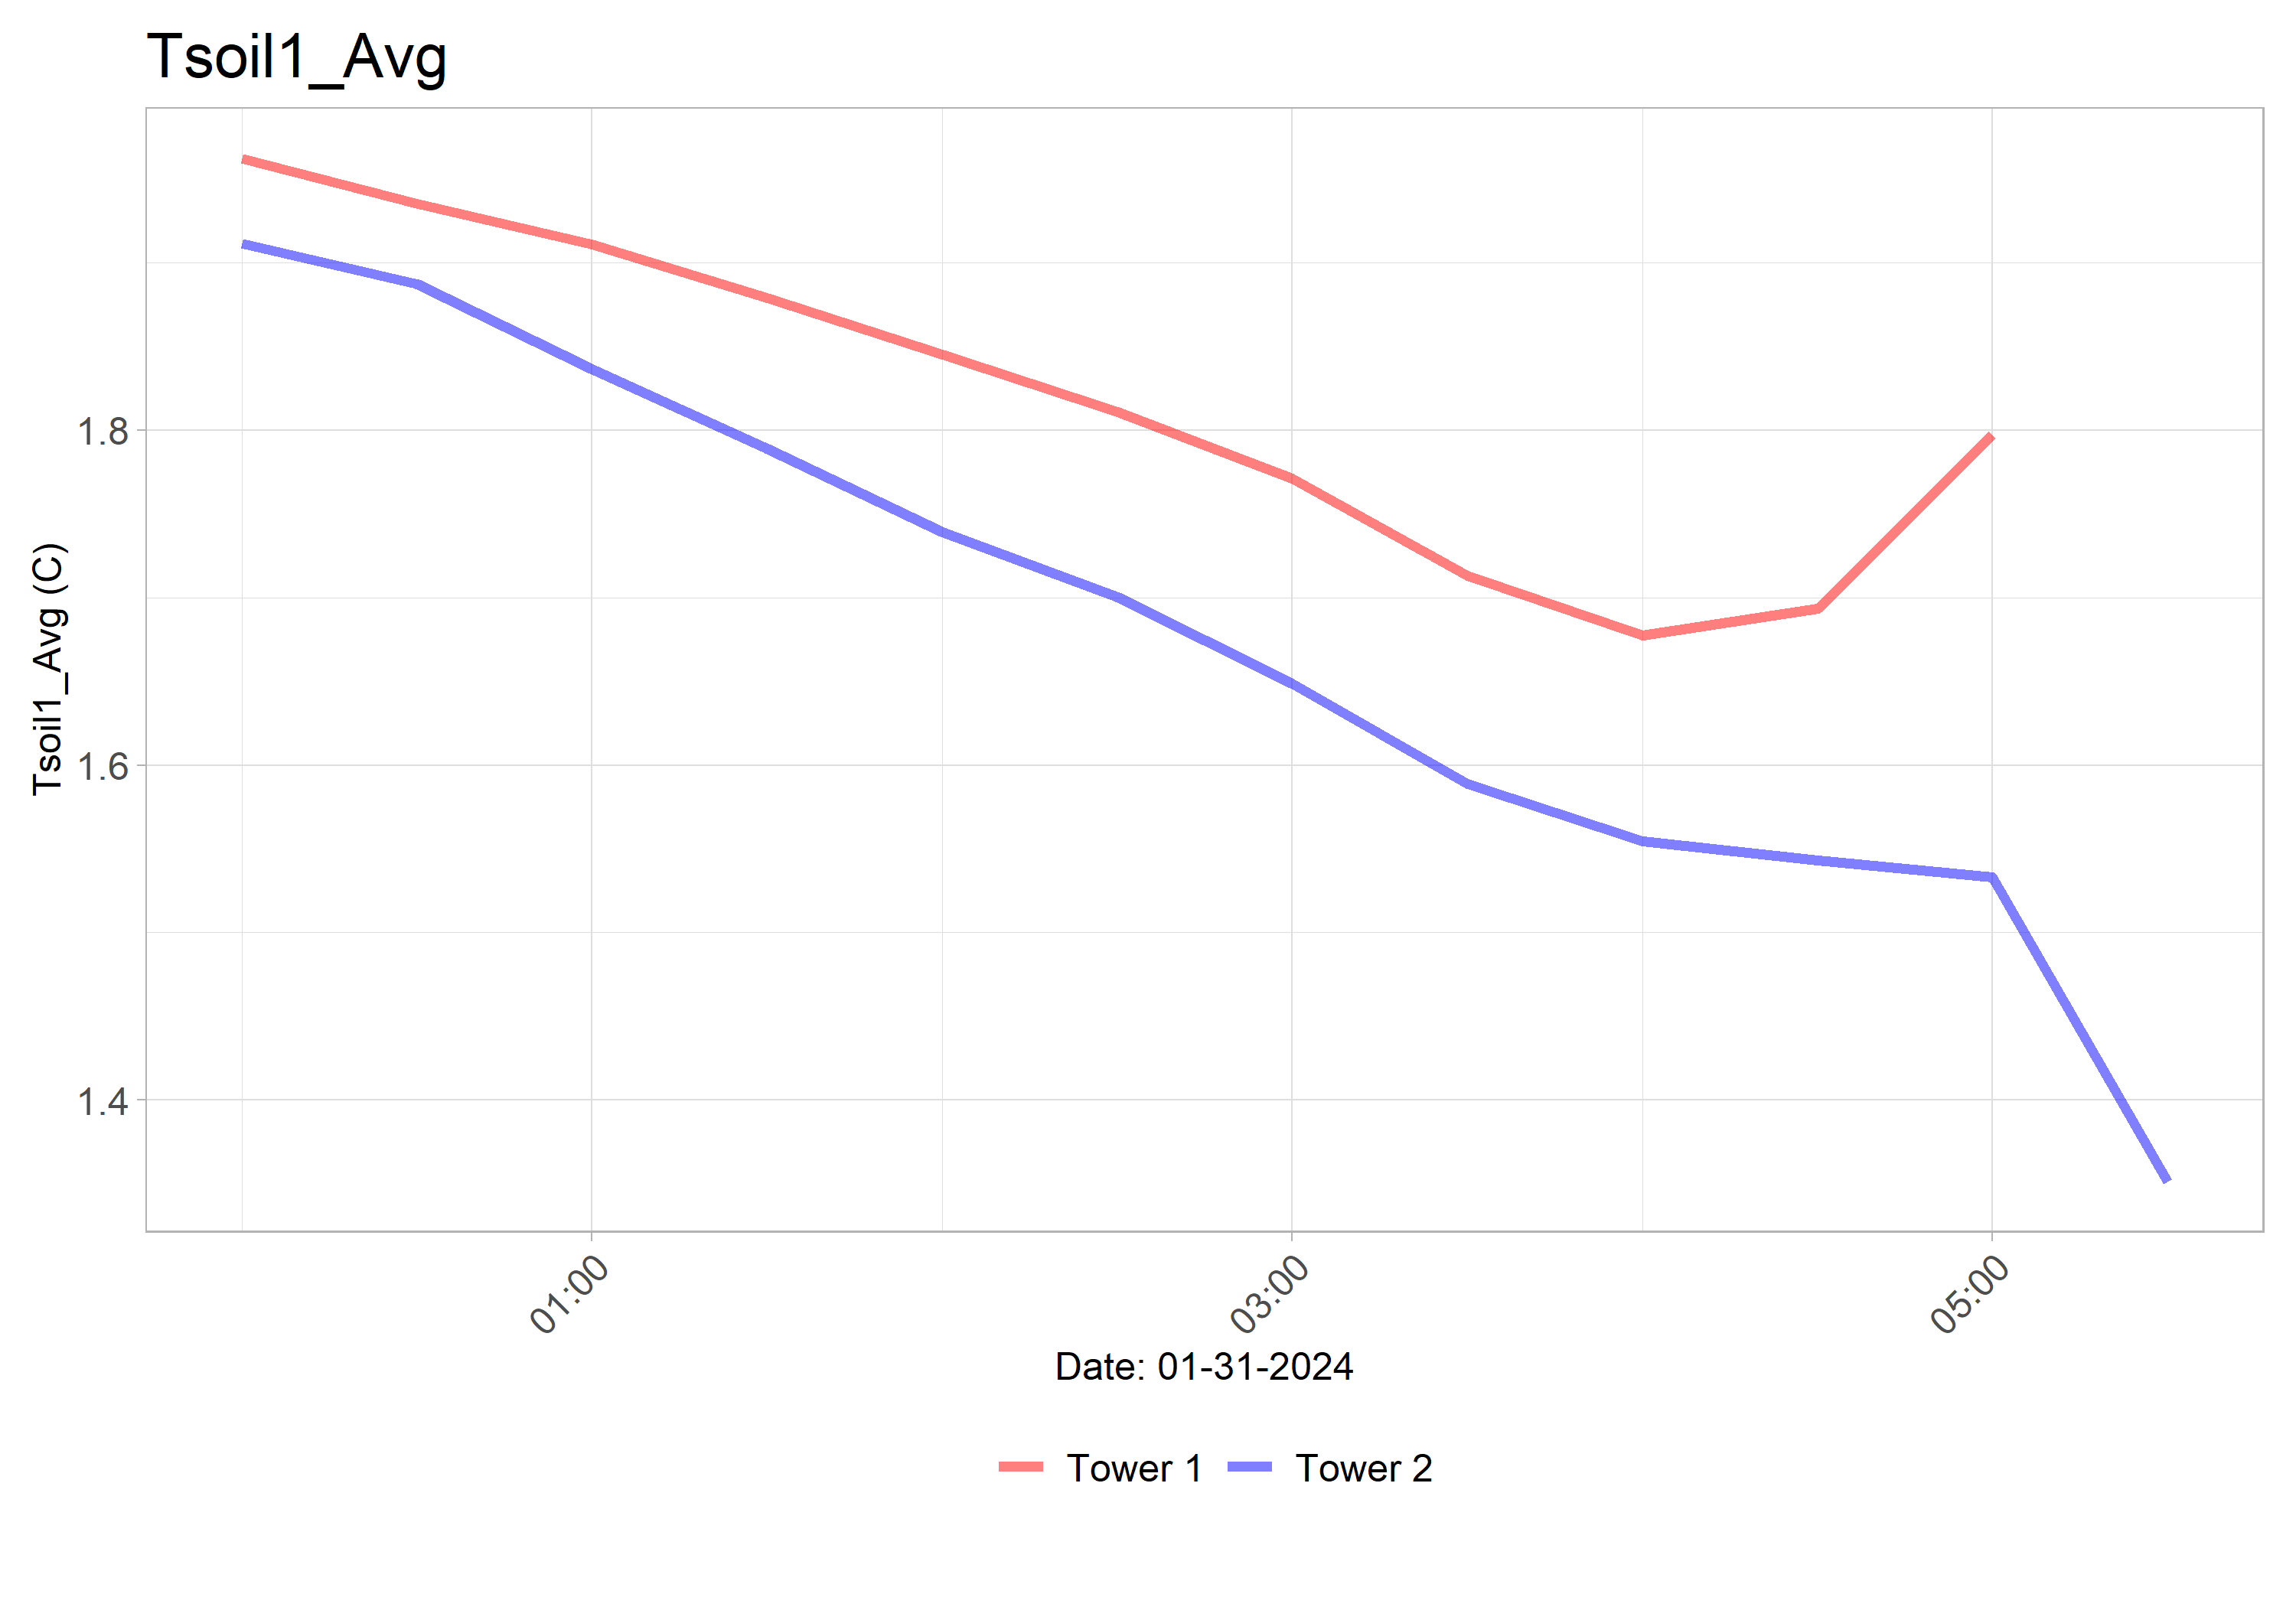 Tsoil1_Avg
Tsoil1_Avg (C)
1.8
1.6
1.4
01:00
03:00
05:00
Date: 01-31-2024
Tower 1
Tower 2